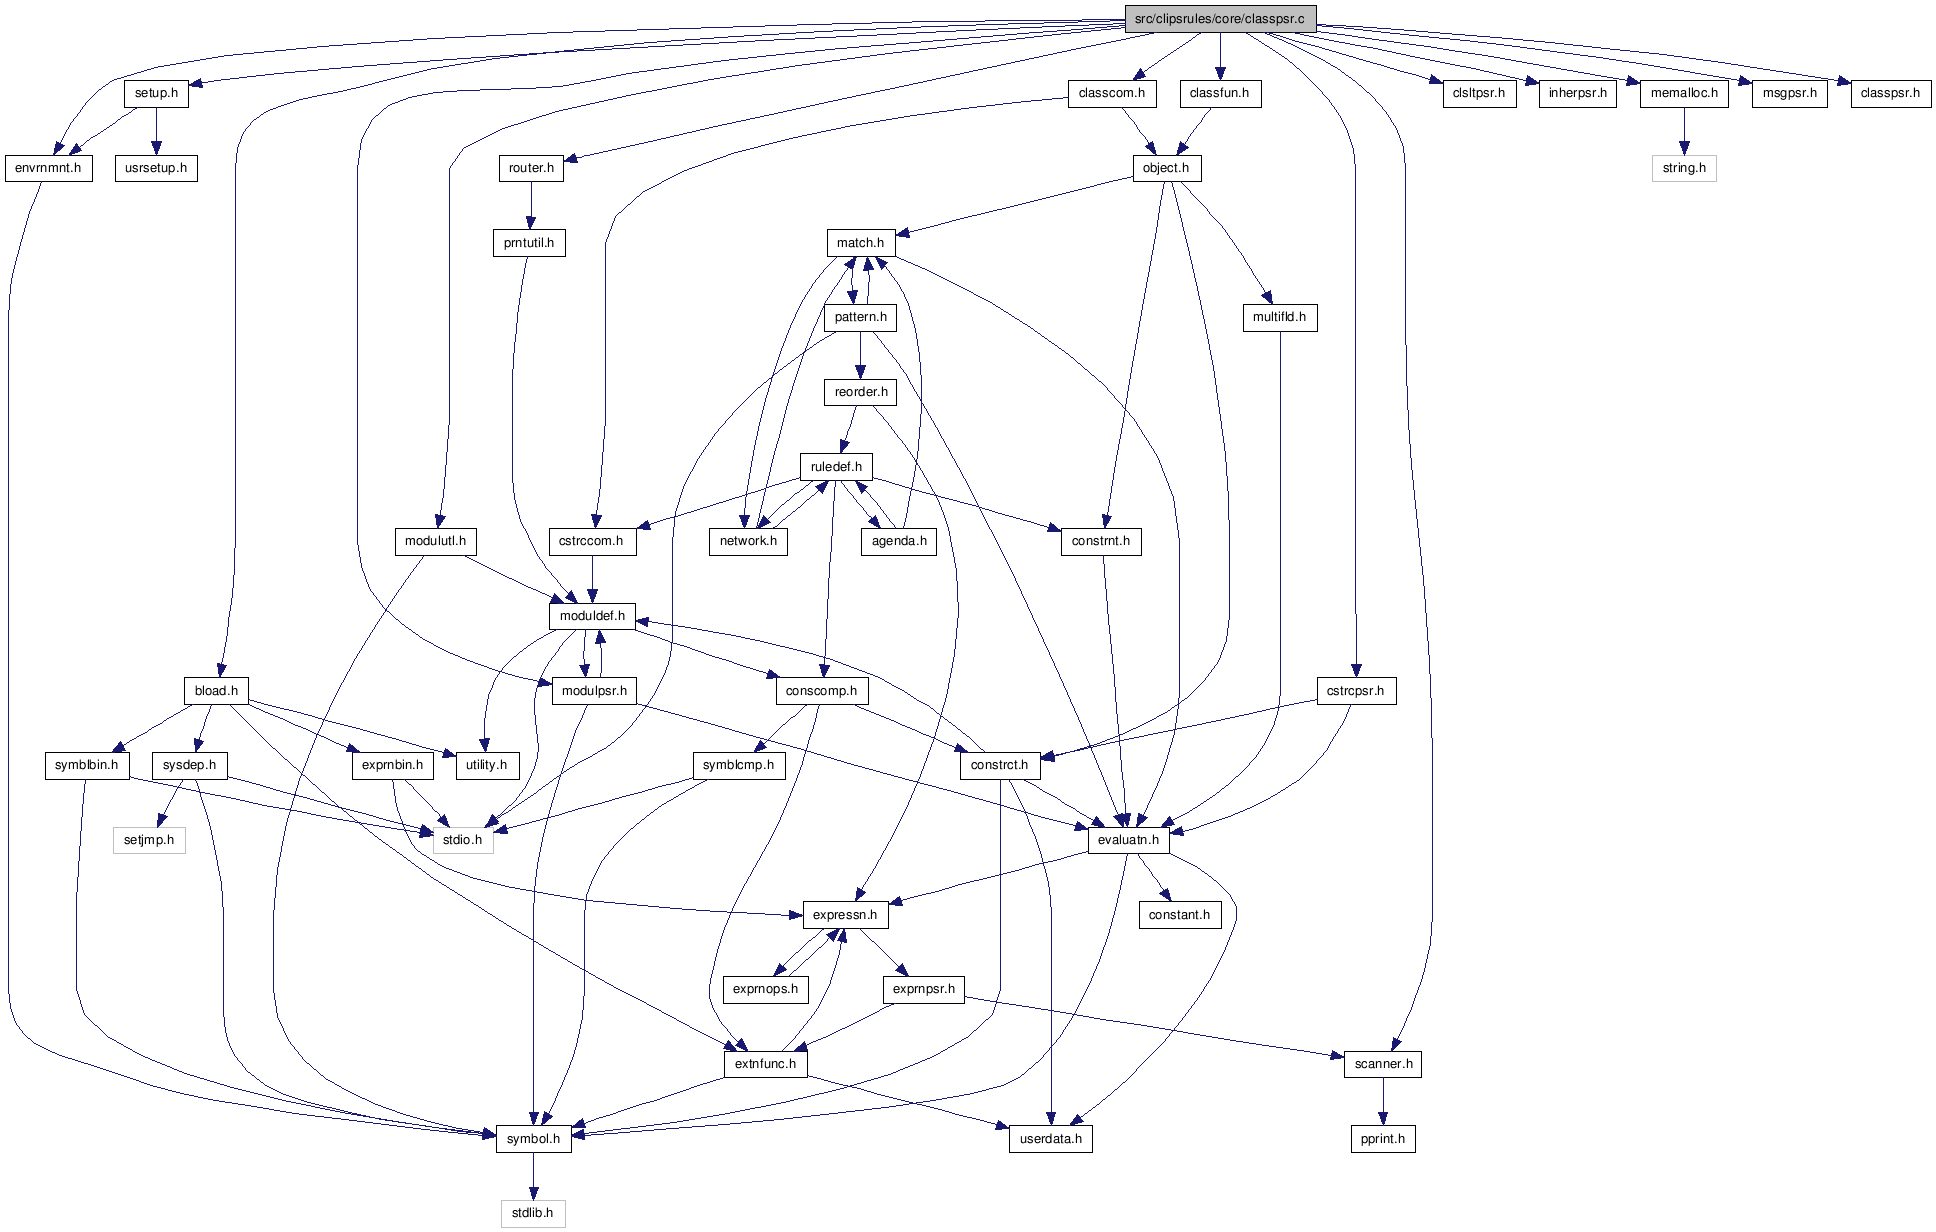 src/clipsrules/core/classpsr.c
setup.h
classcom.h
classfun.h
clsltpsr.h
inherpsr.h
memalloc.h
msgpsr.h
classpsr.h
envrnmnt.h
usrsetup.h
router.h
object.h
string.h
prntutil.h
match.h
pattern.h
multifld.h
reorder.h
ruledef.h
modulutl.h
cstrccom.h
network.h
agenda.h
constrnt.h
moduldef.h
bload.h
modulpsr.h
conscomp.h
cstrcpsr.h
symblbin.h
sysdep.h
exprnbin.h
utility.h
symblcmp.h
constrct.h
setjmp.h
stdio.h
evaluatn.h
expressn.h
constant.h
exprnops.h
exprnpsr.h
extnfunc.h
scanner.h
symbol.h
userdata.h
pprint.h
stdlib.h